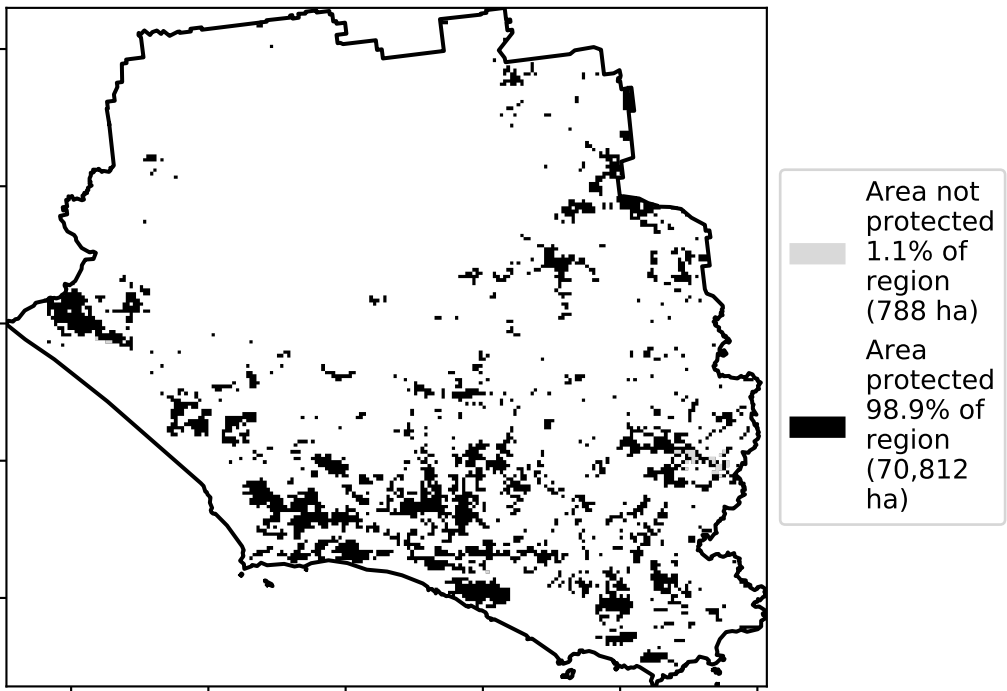 Area not
protected
1.1% of
region
(788 ha)
Area
protected
98.9% of
region
(70,812
ha)